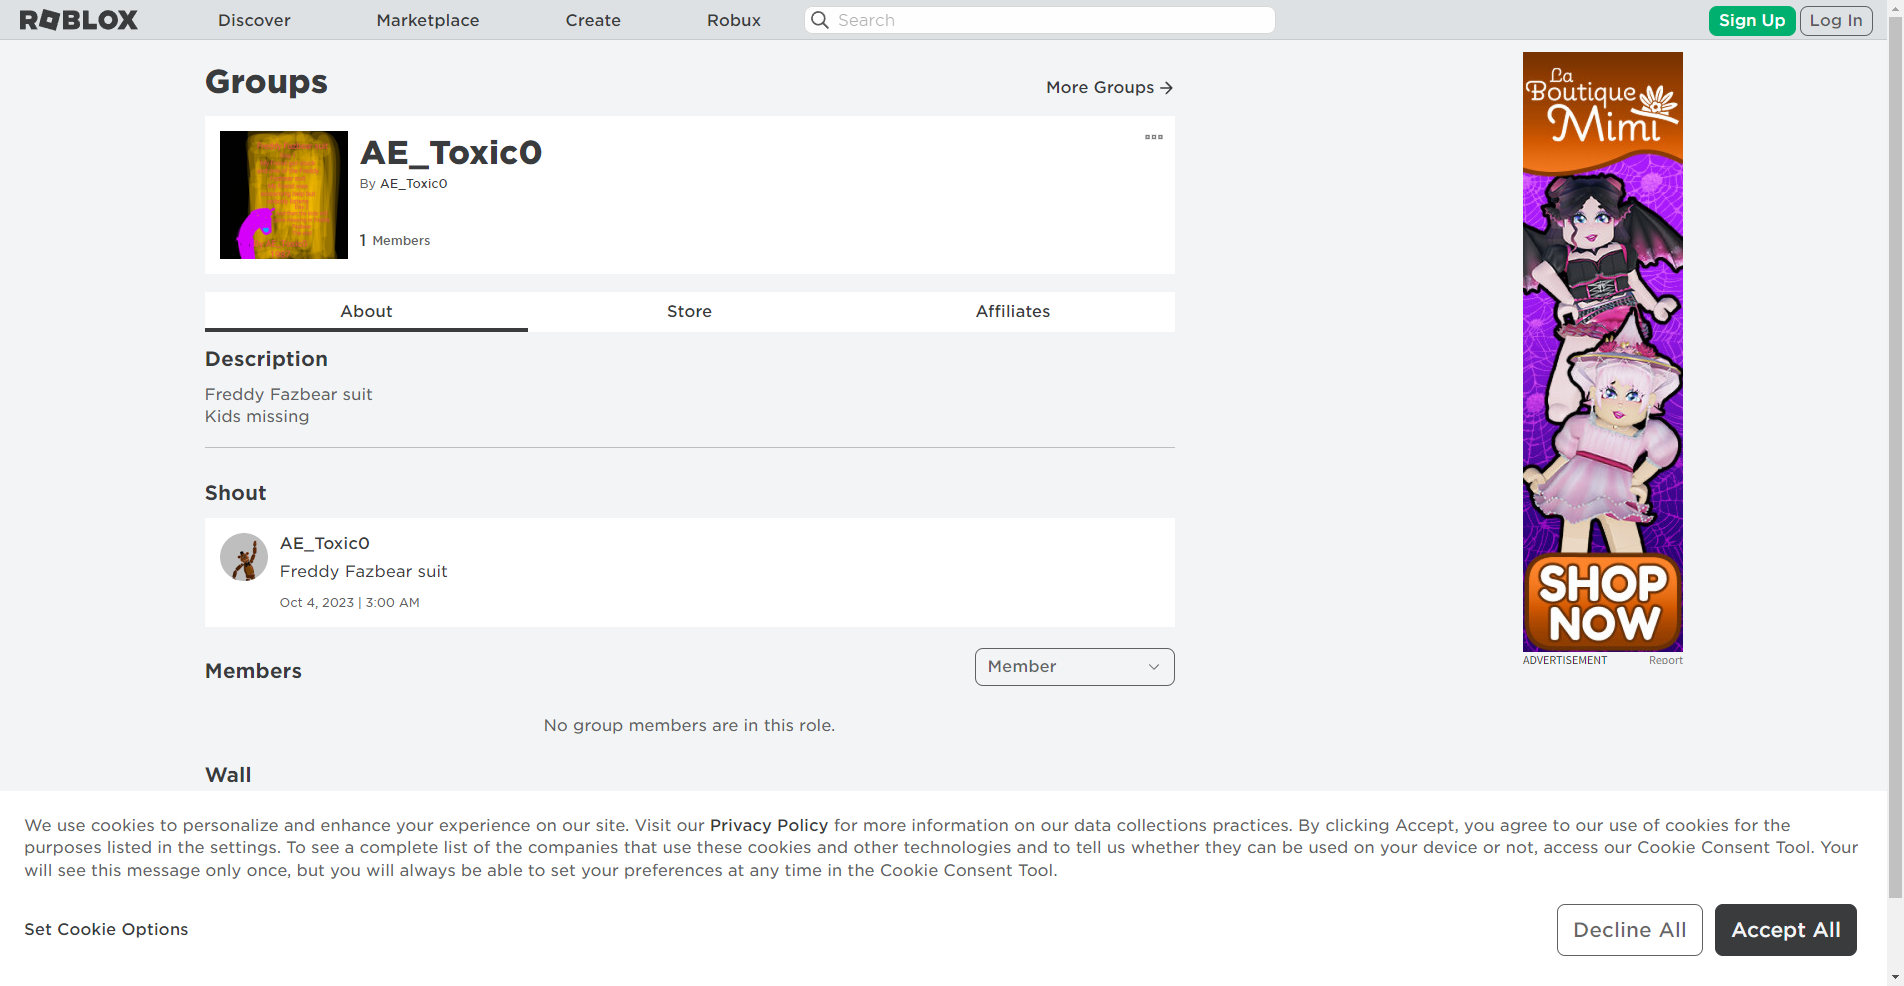 ROBLOX Discover Marketplace Create Robux Search Sign Up Log In
Groups
More Groups
AE_Toxic0
By AE_Toxic0
1 Members
About Store Affiliates
Description
Freddy Fazbear suit
Kids missing
Shout
AE_Toxic0
Freddy Fazbear suit
Oct 4, 2023 | 3:00 AM
Members
Member
No group members are in this role.
Wall
La
Boutique
Mimi
SHOP
NOW
ADVERTISEMENT Report
We use cookies to personalize and enhance your experience on our site. Visit our Privacy Policy for more information on our data collections practices. By clicking Accept, you agree to our use of cookies for the
purposes listed in the settings. To see a complete list of the companies that use these cookies and other technologies and to tell us whether they can be used on your device or not, access our Cookie Consent Tool. Your
will see this message only once, but you will always be able to set your preferences at any time in the Cookie Consent Tool.
Set Cookie Options
Decline All
Accept All